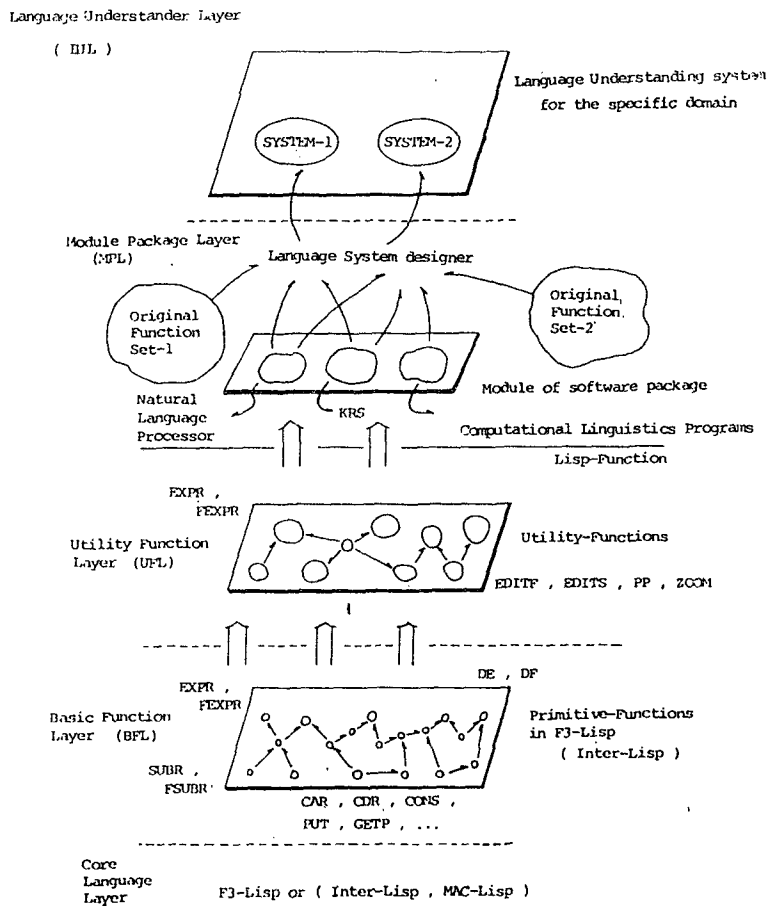 Language Understander Layer
Language Understanding system
for the specific domain
SYSTEM-1
SYSTEM-2
Module Package Layer
(MPL)
Language System designer
Original
Function
Set-1
Original,
Function,
Set-2'
Module of software package
Natural
Language
Processor
KRS
Computational Linguistics Programs
Lisp-Function
EXPR ,
FEXPR
Utility Function
Layer (UFL)
Utility-Functions
EDITF , EDITS , PP , ZOOM
DE , DF
EXPR ,
FEXPR
Basic Function
Layer (BFL)
Primitive-Functions
in F3-Lisp
( Inter-Lisp )
SUBR ,
FSUBR
CAR , CDR , CONS ,
PUT , GETP , ...
Core
Language
Layer
F3-Lisp or ( Inter-Lisp , MAC-Lisp )